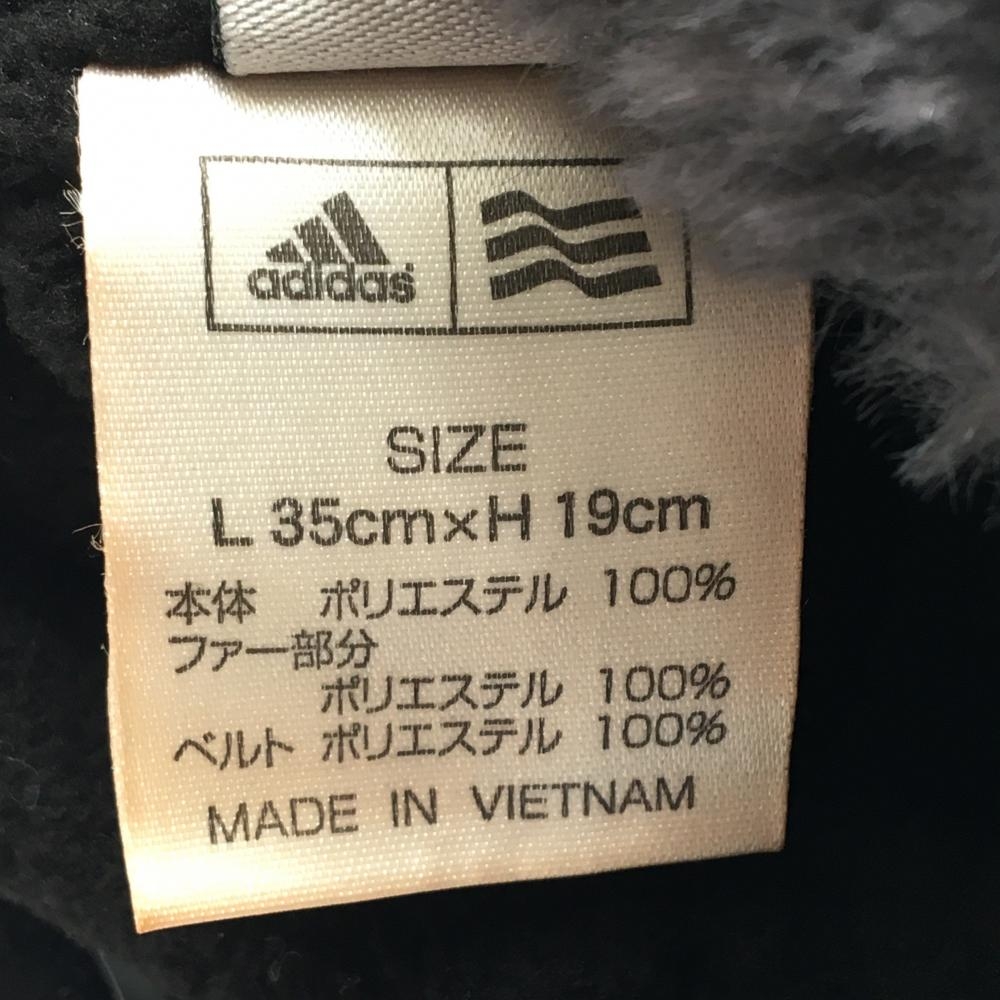 adidas
SIZE
L 35cm×H 19cm
本体 ポリエステル 100%
ファー部分
ポリエステル 100%
ベルト ポリエステル 100%
MADE IN VIETNAM